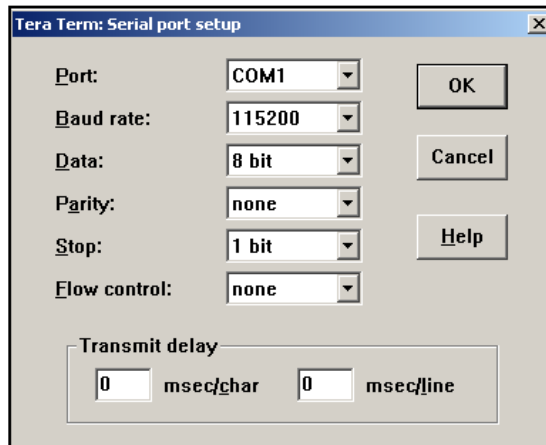 Tera Term: Serial port setup
Port: COM1
OK
Baud rate: 115200
Data: 8 bit
Cancel
Parity: none
Stop: 1 bit
Help
Flow control: none
Transmit delay
0 msec/char 0 msec/line